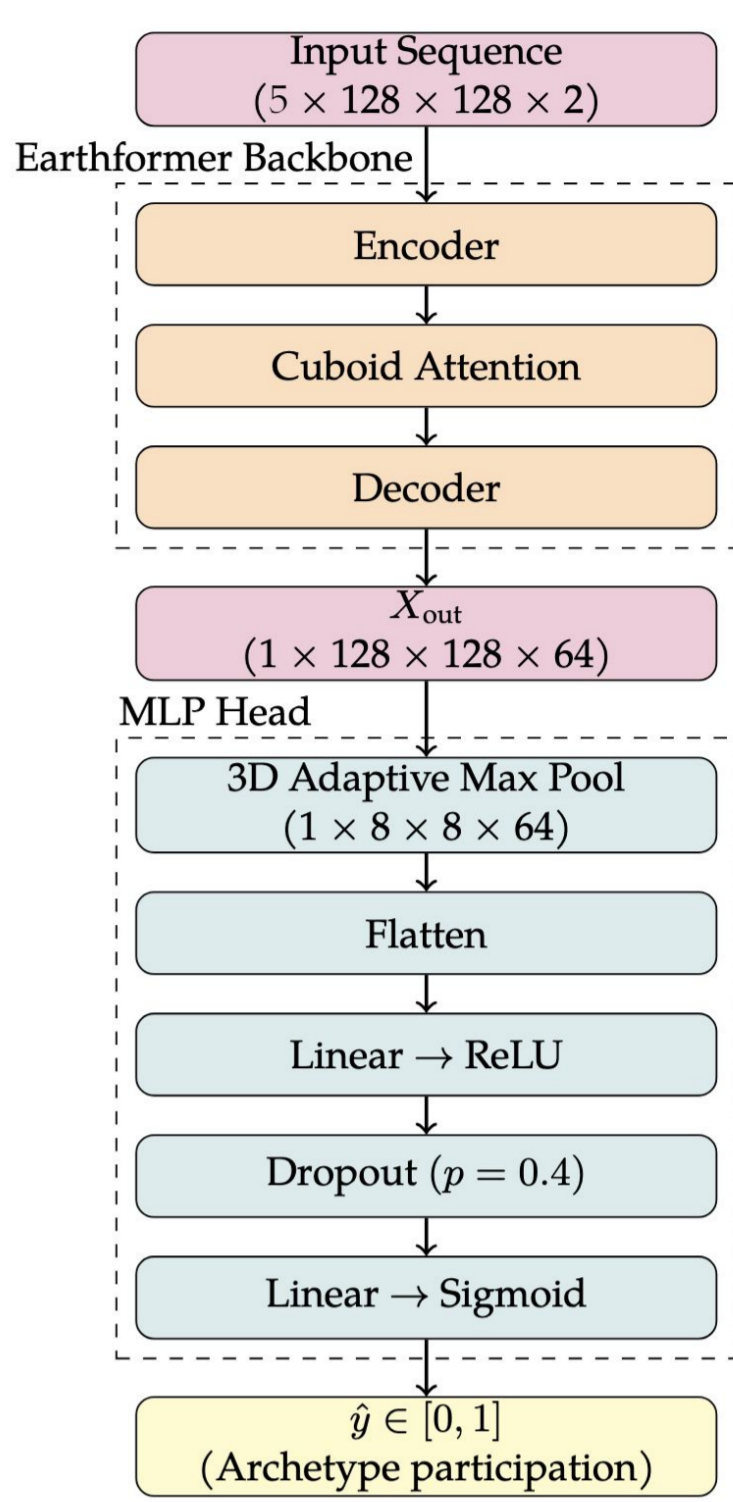 Input Sequence
(5 × 128 × 128 × 2)
Earthformer Backbone
Encoder
Cuboid Attention
Decoder
X_out
(1 × 128 × 128 × 64)
MLP Head
3D Adaptive Max Pool
(1 × 8 × 8 × 64)
Flatten
Linear → ReLU
Dropout (p = 0.4)
Linear → Sigmoid
ŷ ∈ [0, 1]
(Archetype participation)